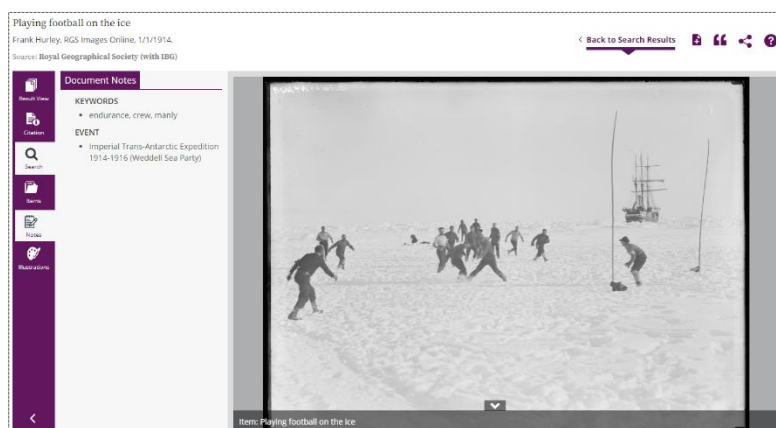 Playing football on the ice
Frank Hurley, RGS Images Online, 1/1/1914.
Source: Royal Geographical Society (with IBG)
< Back to Search Results
Result View
Citation
Search
Items
Notes
Illustrations
Document Notes
KEYWORDS
• endurance, crew, manly
EVENT
• Imperial Trans-Antarctic Expedition
1914-1916 (Weddell Sea Party)
Item: Playing football on the ice